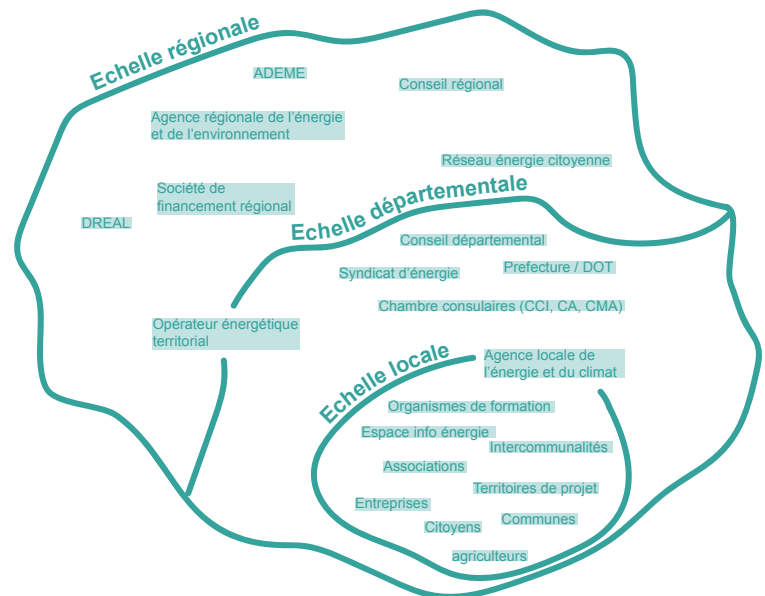 Echelle régionale
ADEME
Conseil régional
Agence régionale de l'énergie
et de l'environnement
Réseau énergie citoyenne
Société de
financement régional
DREAL
Echelle départementale
Conseil départemental
Syndicat d'énergie
Prefecture / DOT
Chambre consulaires (CCI, CA, CMA)
Opérateur énergétique
territorial
Echelle locale
Agence locale de
l'énergie et du climat
Organismes de formation
Espace info énergie
Intercommunalités
Associations
Territoires de projet
Entreprises
Communes
Citoyens
agriculteurs